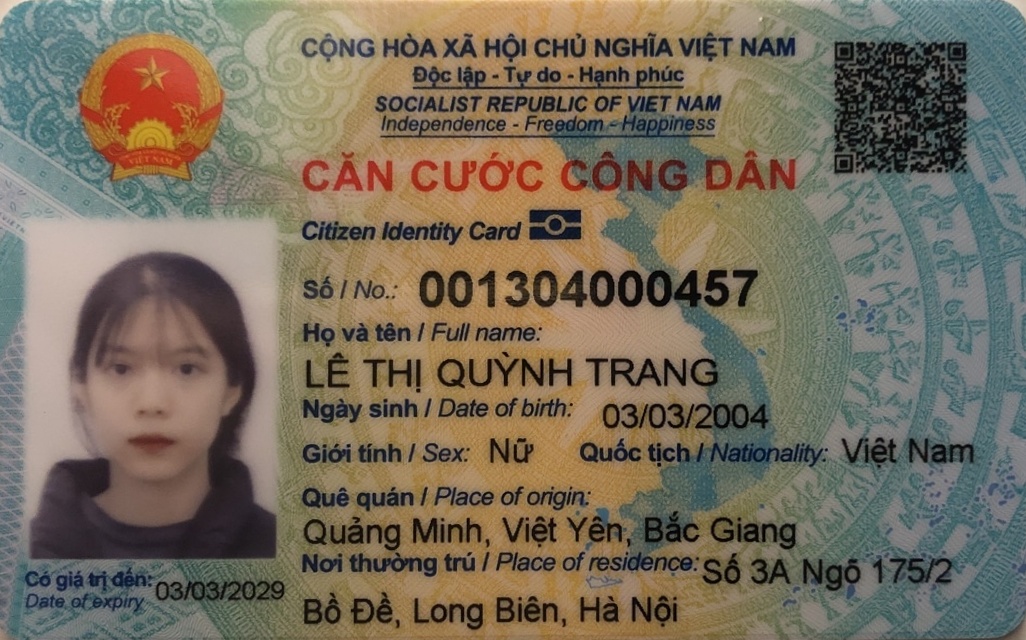 CỘNG HÒA XÃ HỘI CHỦ NGHĨA VIỆT NAM
Độc lập - Tự do - Hạnh phúc
SOCIALIST REPUBLIC OF VIET NAM
Independence - Freedom - Happiness
CĂN CƯỚC CÔNG DÂN
Citizen Identity Card
Số / No.: 001304000457
Họ và tên / Full name:
LÊ THỊ QUỲNH TRANG
Ngày sinh / Date of birth: 03/03/2004
Giới tính / Sex: Nữ Quốc tịch / Nationality: Việt Nam
Quê quán / Place of origin:
Quảng Minh, Việt Yên, Bắc Giang
Nơi thường trú / Place of residence: Số 3A Ngõ 175/2
Bồ Đề, Long Biên, Hà Nội
Có giá trị đến: 03/03/2029
Date of expiry
VIỆT NAM